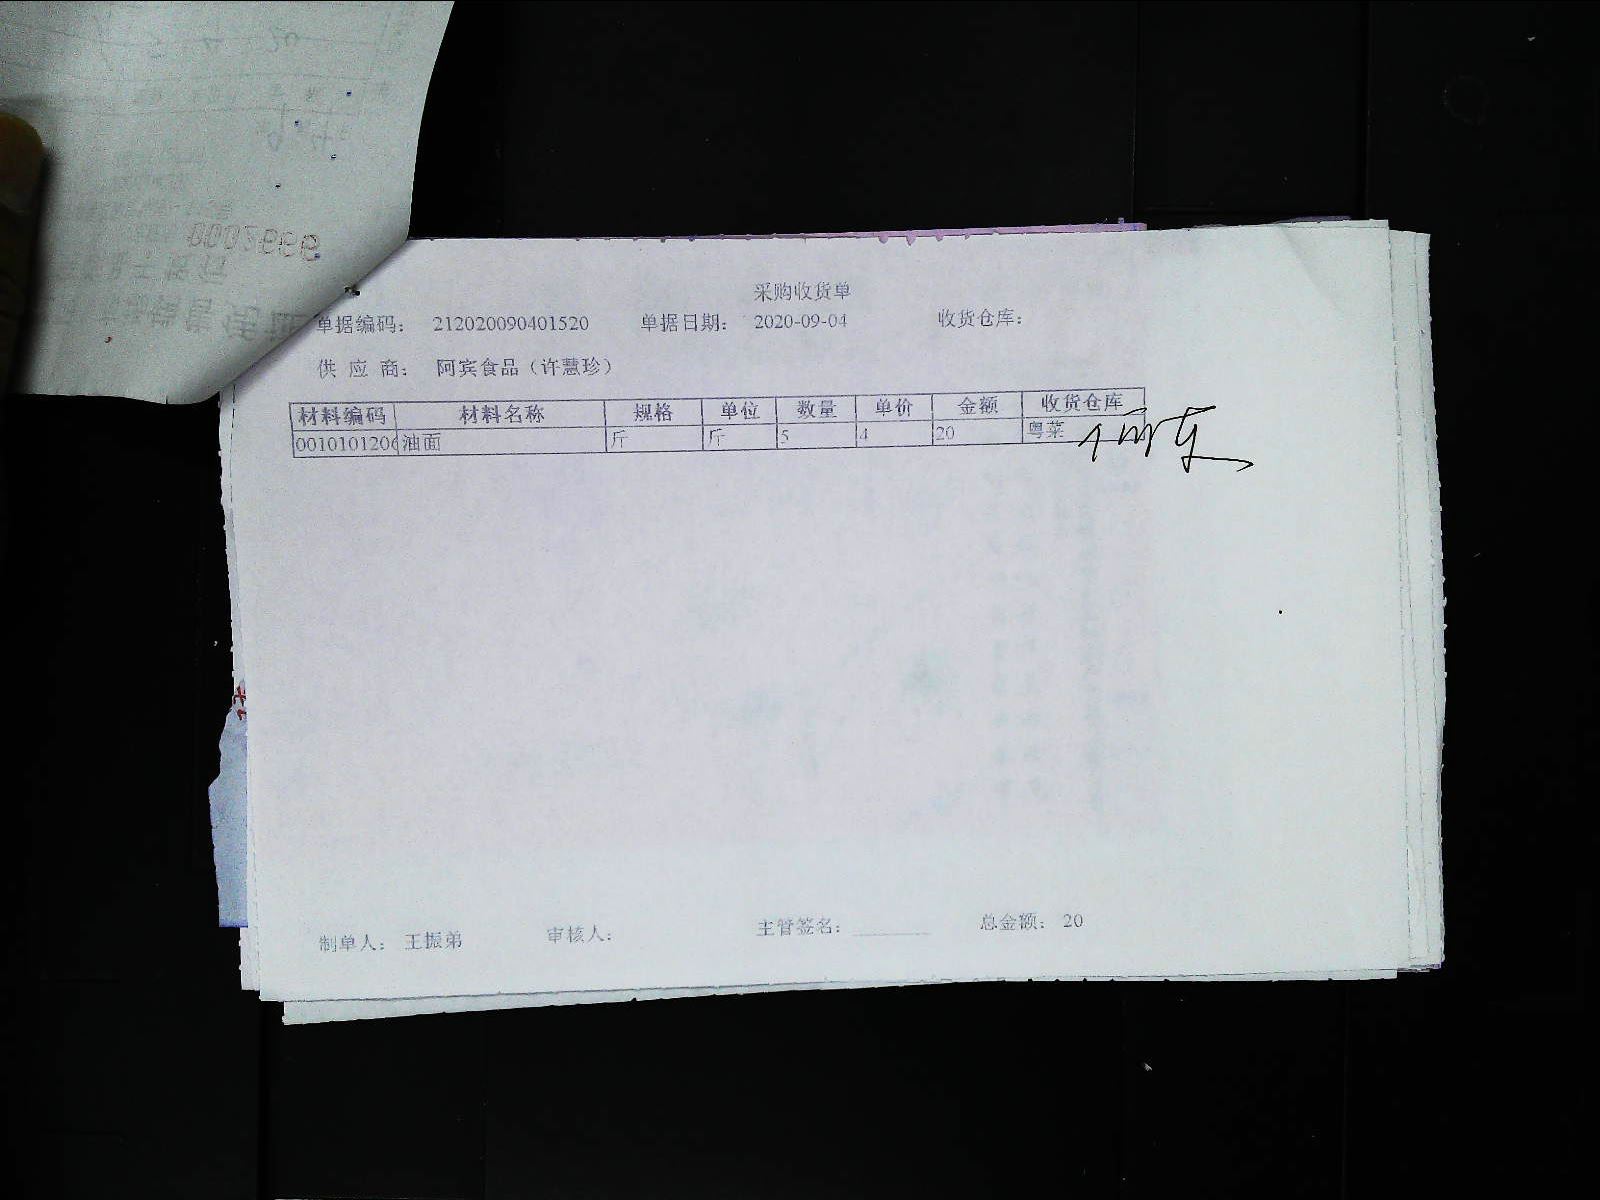 采购收货单
单据编码： 212020090401520 单据日期： 2020-09-04 收货仓库：
供 应 商： 阿宾食品（许慧珍）
材料编码 材料名称 规格 单位 数量 单价 金额 收货仓库
0010101206 油面 斤 斤 5 4 20 粤菜
制单人： 王振弟 审核人： 主管签名： 总金额： 20